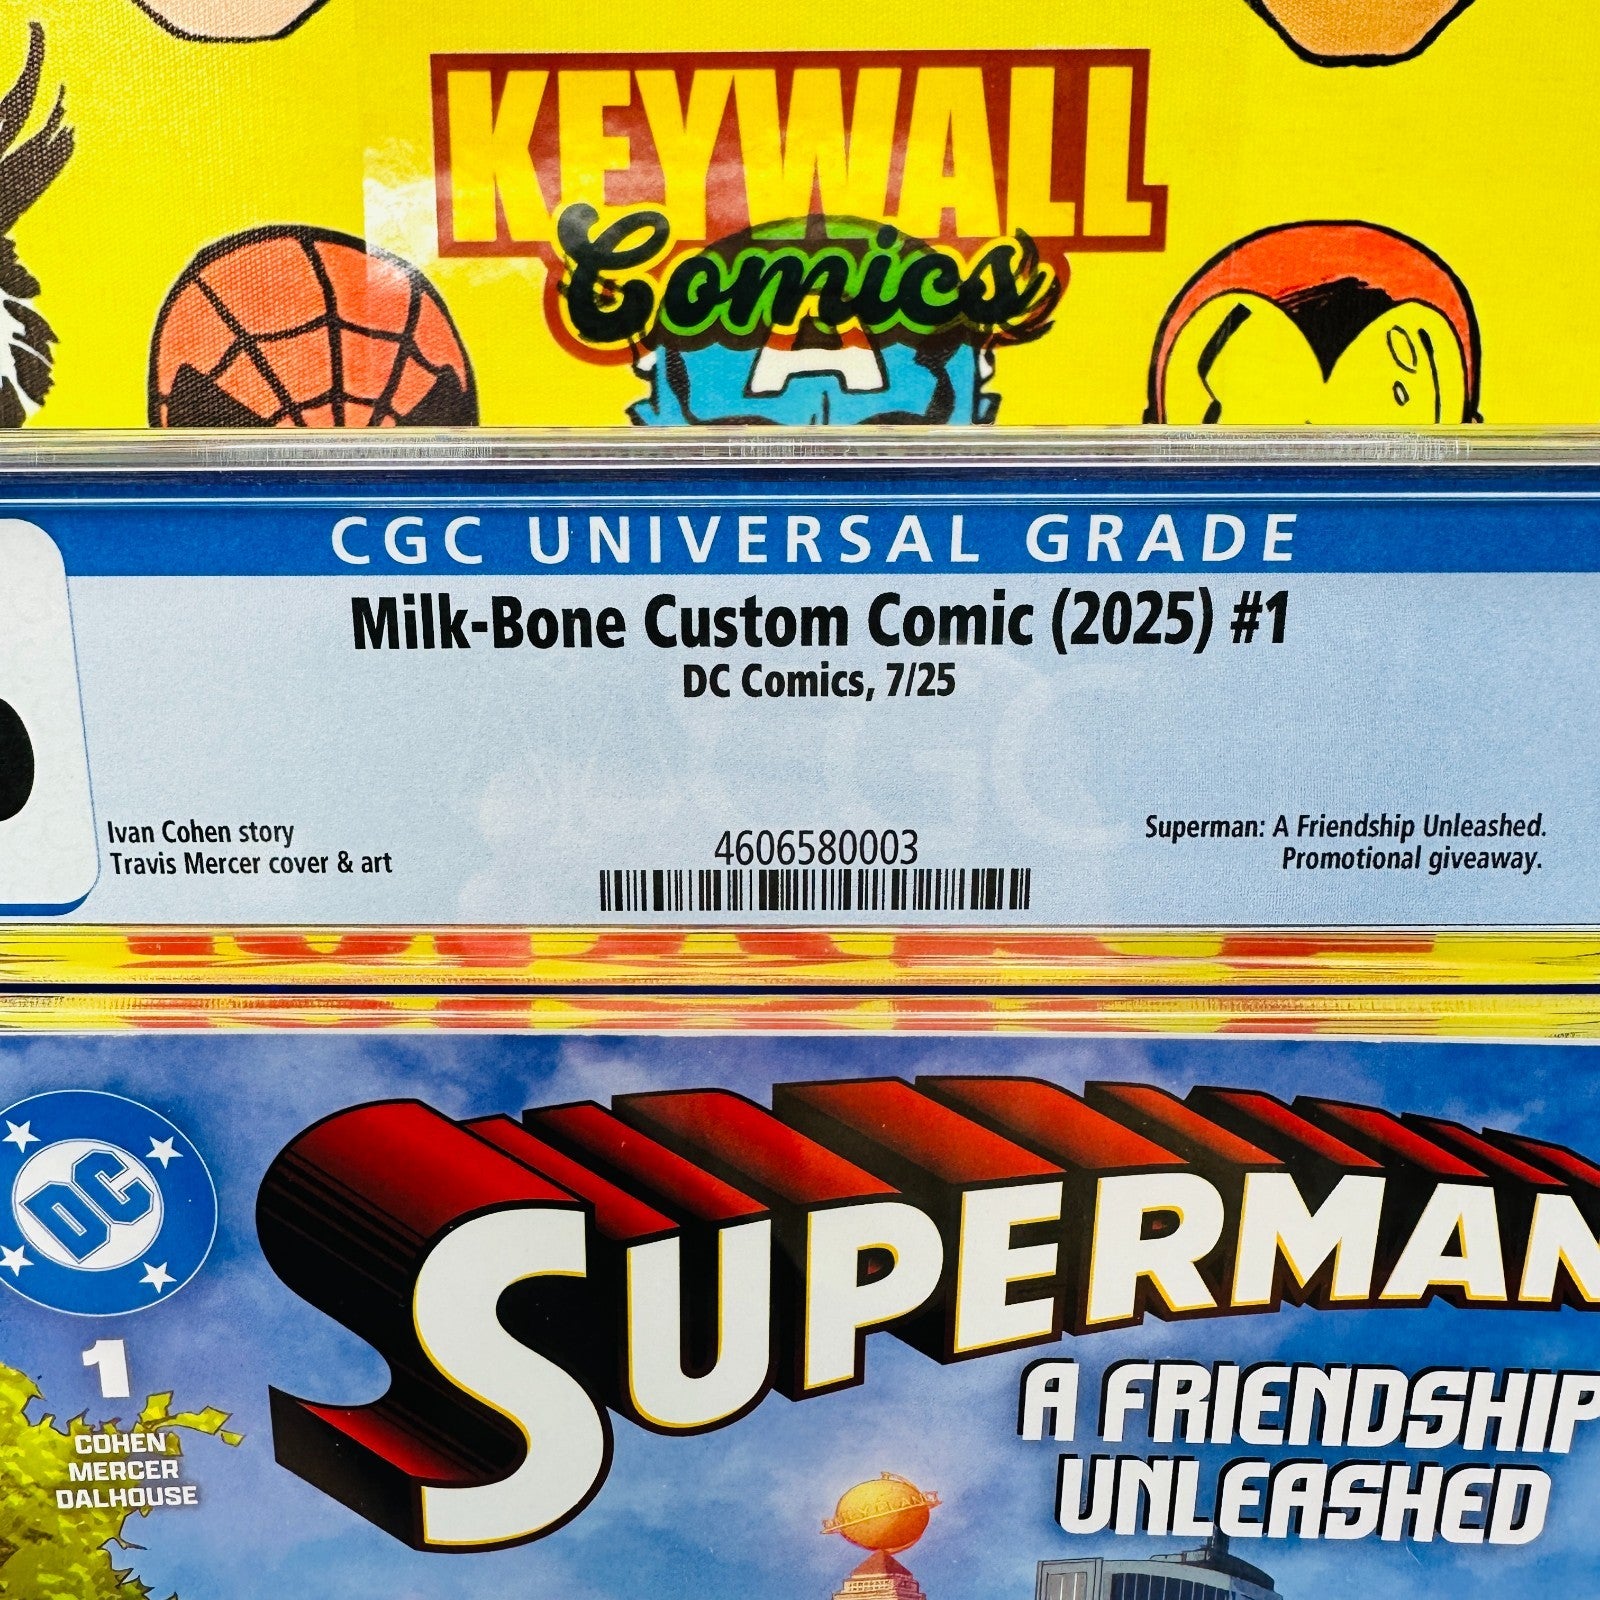 KEYWALL
Comics
A
CGC UNIVERSAL GRADE
Milk-Bone Custom Comic (2025) #1
DC Comics, 7/25
Ivan Cohen story
Travis Mercer cover & art
4606580003
Superman: A Friendship Unleashed.
Promotional giveaway.
DC
1
COHEN
MERCER
DALHOUSE
SUPERMAN
A FRIENDSHIP
UNLEASHED